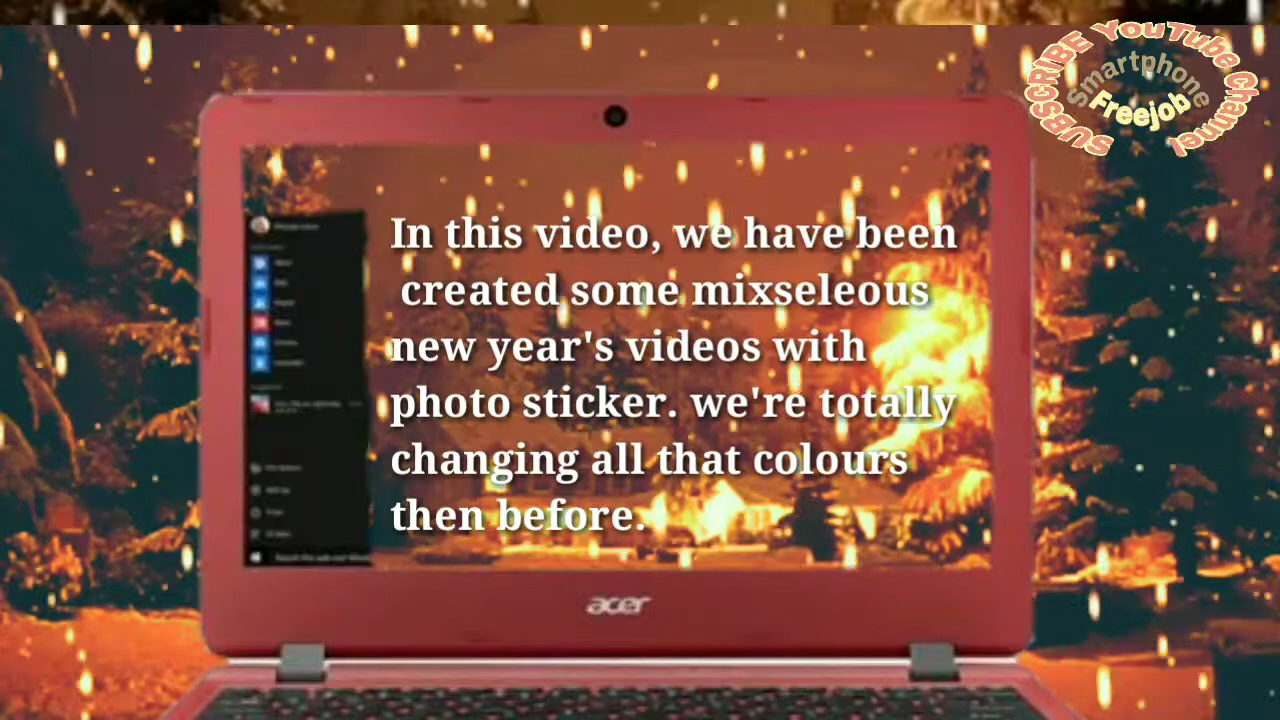 SUBSCRIBE YouTube Channel
Smartphone
Freejob
In this video, we have been
created some mixseleous
new year's videos with
photo sticker. we're totally
changing all that colours
then before.
acer